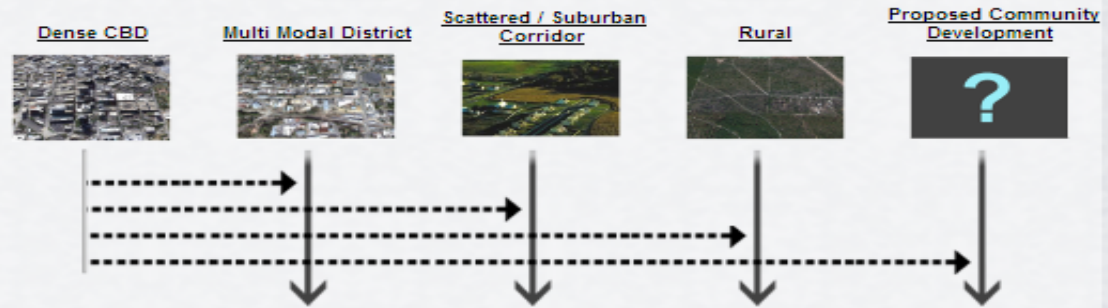 Dense CBD
Multi Modal District
Scattered / Suburban
Corridor
Rural
Proposed Community
Development
?